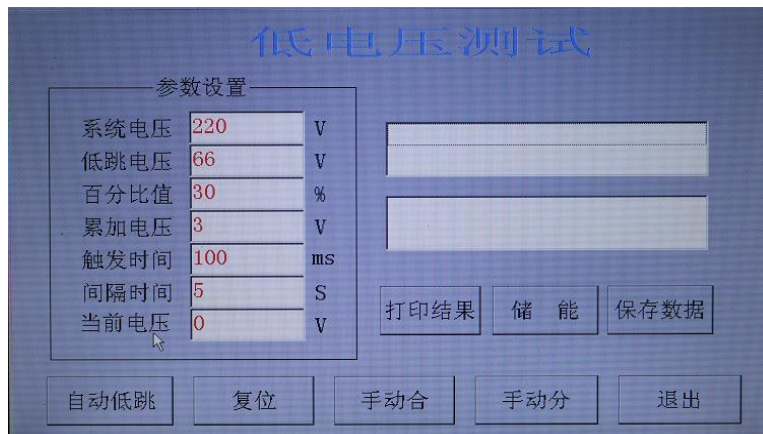 低电压测试
参数设置
系统电压 220 V
低跳电压 66 V
百分比值 30 %
累加电压 3 V
触发时间 100 ms
间隔时间 5 S
当前电压 0 V
打印结果 储 能 保存数据
自动低跳 复位 手动合 手动分 退出